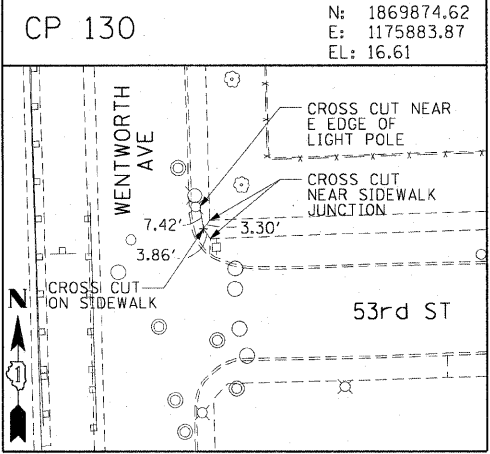 CP 130
N: 1869874.62
E: 1175883.87
EL: 16.61
WENTWORTH
AVE
CROSS CUT NEAR
E EDGE OF
LIGHT POLE
CROSS CUT
NEAR SIDEWALK
JUNCTION
7.42'
3.30'
3.86'
CROSS CUT
ON SIDEWALK
N
53rd ST
1